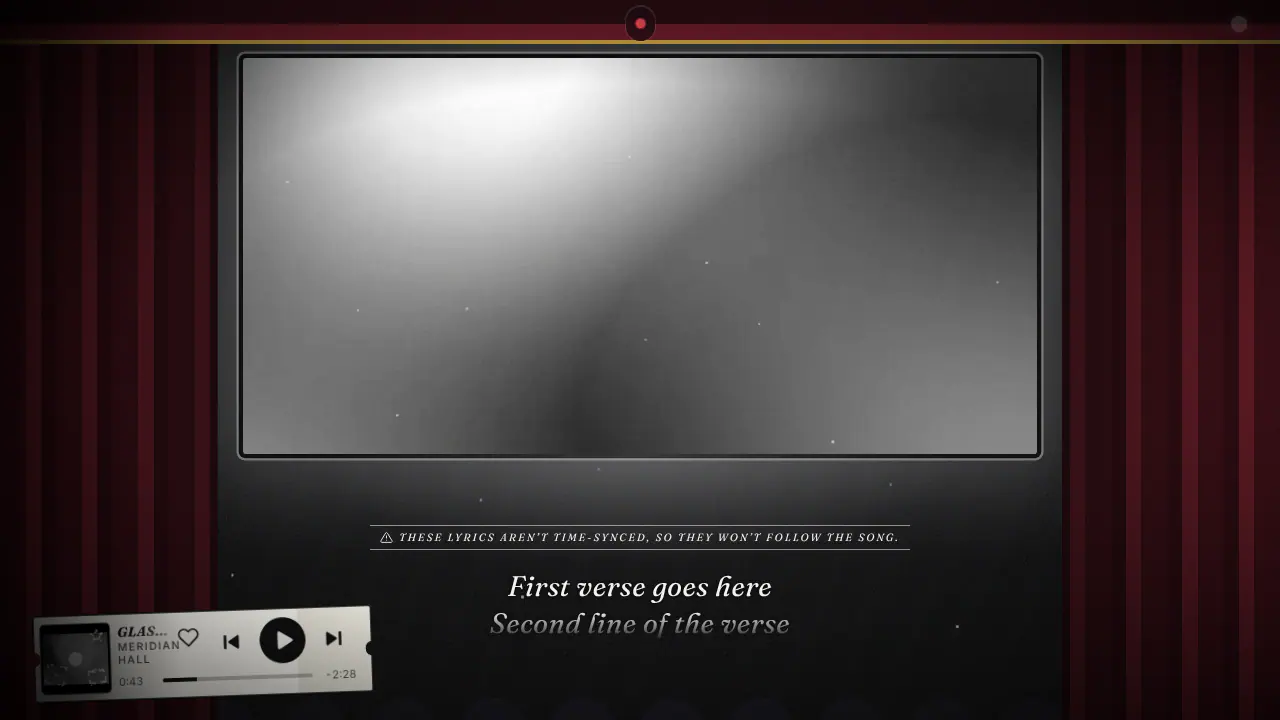 THESE LYRICS AREN'T TIME-SYNCED, SO THEY WON'T FOLLOW THE SONG.
First verse goes here
Second line of the verse
GLAS...
MERIDIAN
HALL
0:43
-2:28